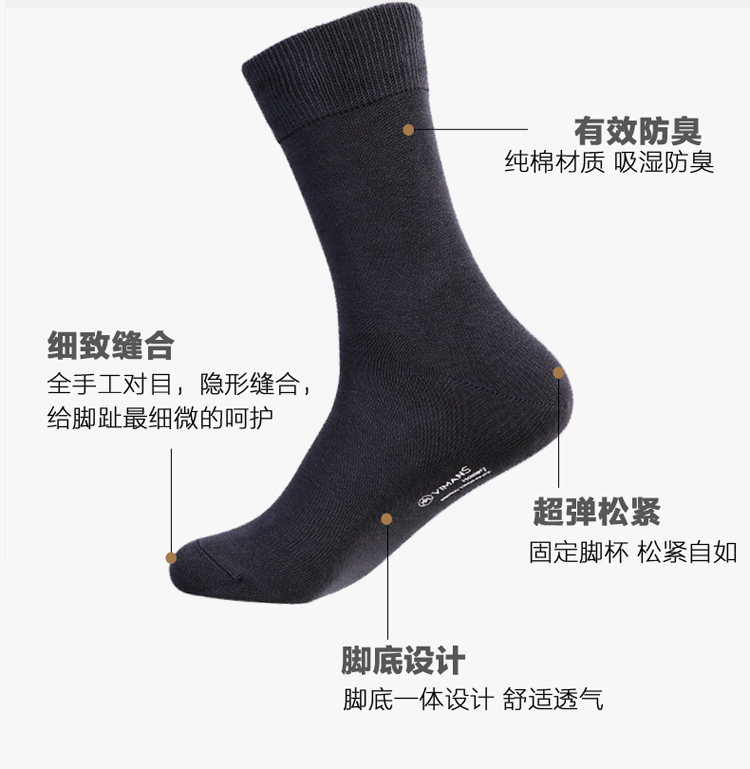 有效防臭
纯棉材质 吸湿防臭
细致缝合
全手工对目，隐形缝合，
给脚趾最细微的呵护
VIMANS
超弹松紧
固定脚杯 松紧自如
脚底设计
脚底一体设计 舒适透气